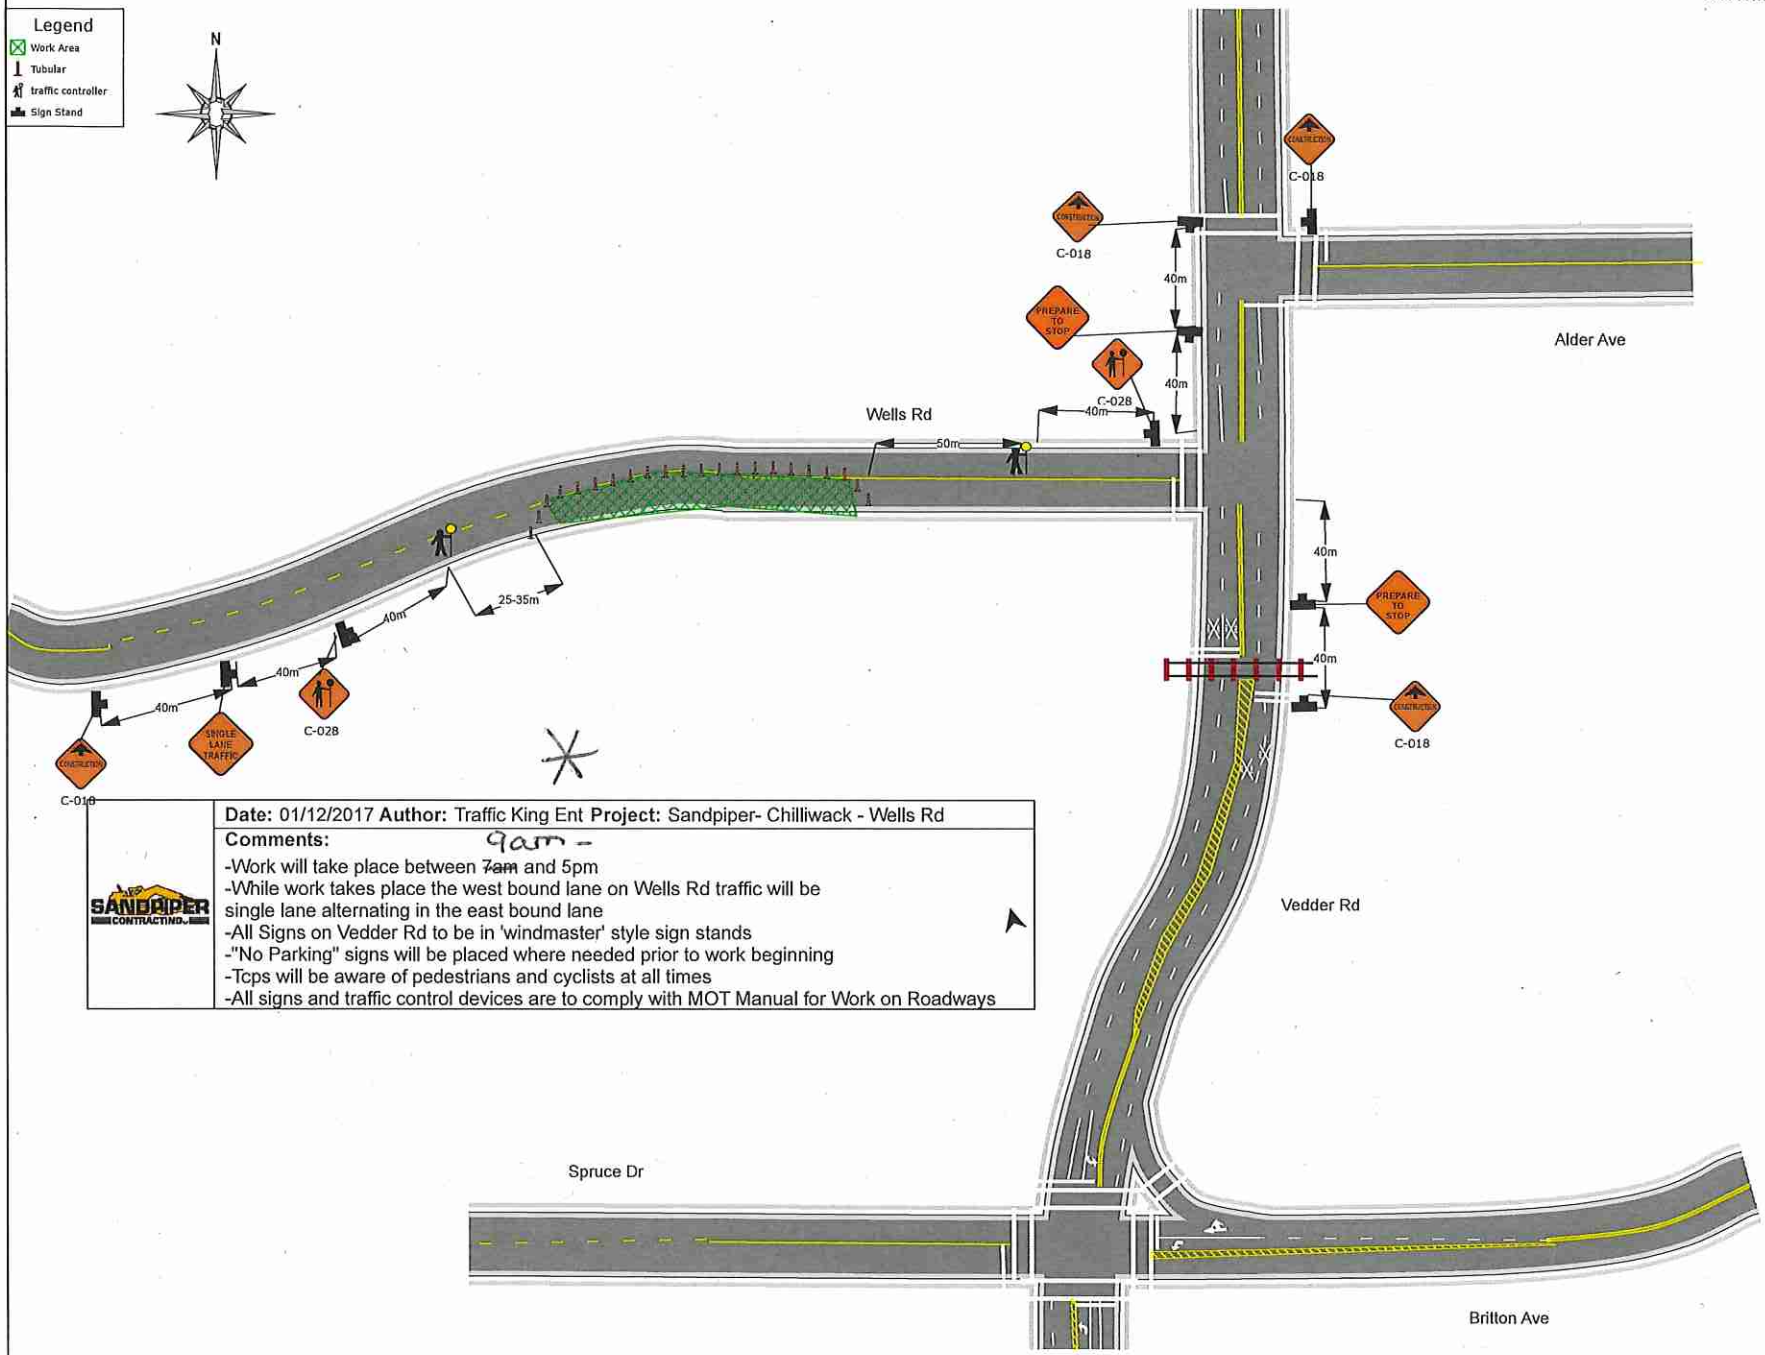 Legend
Work Area
Tubular
traffic controller
Sign Stand
N
CONSTRUCTION
C-018
CONSTRUCTION
C-018
40m
PREPARE
TO
STOP
40m
C-028
40m
Alder Ave
Wells Rd
50m
40m
PREPARE
TO
STOP
40m
CONSTRUCTION
C-018
25-35m
40m
40m
C-028
40m
SINGLE
LANE
TRAFFIC
CONSTRUCTION
C-018
Date: 01/12/2017 Author: Traffic King Ent Project: Sandpiper- Chilliwack - Wells Rd
Comments:
9am -
-Work will take place between 7am and 5pm
-While work takes place the west bound lane on Wells Rd traffic will be
single lane alternating in the east bound lane
-All Signs on Vedder Rd to be in 'windmaster' style sign stands
-"No Parking" signs will be placed where needed prior to work beginning
-Tcps will be aware of pedestrians and cyclists at all times
-All signs and traffic control devices are to comply with MOT Manual for Work on Roadways
SANDPIPER
CONTRACTING
Vedder Rd
Spruce Dr
Britton Ave